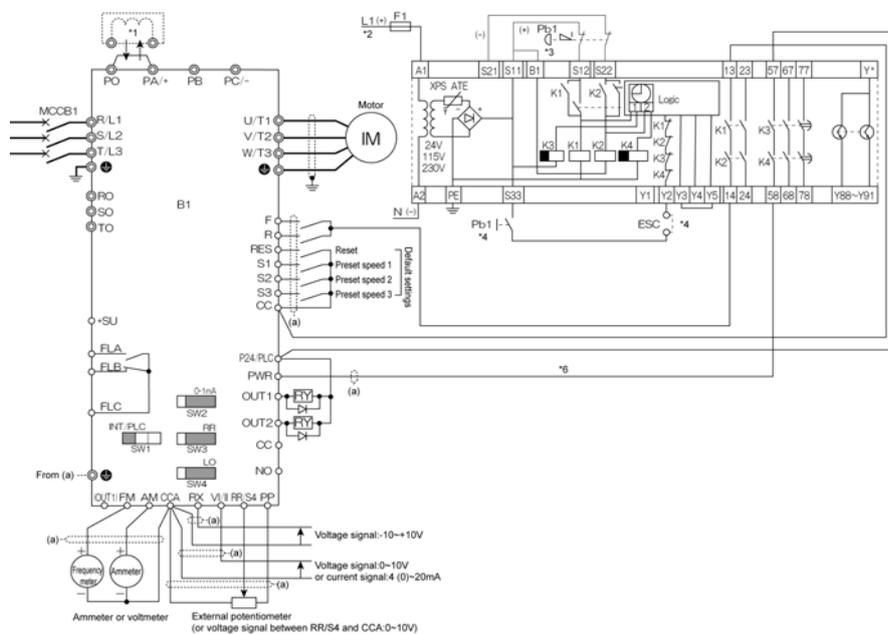 *1
L1 (+)
F1
*2
(−)
(+)
Pb1
*3
PO
PA/+
PB
PC/-
A1
S21
S11
B1
S12
S22
13
23
57
67
77
Y*
MCCB1
R/L1
S/L2
T/L3
U/T1
V/T2
W/T3
Motor
IM
XPS ATE
24V
115V
230V
K1
K2
Logic
1
2
K3
K1
K2
K4
K1
K2
K3
K4
K1
K2
K3
K4
RO
SO
TO
B1
A2
PE
S33
Y1
Y2
Y3
Y4
Y5
14
24
58
68
78
Y88~Y91
N (−)
Pb1
*4
ESC
*4
F
R
RES
S1
S2
S3
CC
Reset
Preset speed 1
Preset speed 2
Preset speed 3
Default settings
(a)
+SU
FLA
FLB
FLC
P24/PLC
PWR
*6
(a)
OUT1
RY
OUT2
RY
CC
NO
0-1mA
SW2
INT/PLC
SW1
RR
SW3
LO
SW4
From (a)
OUT1
FM
AM
CCA
RX
VI/II
RR/S4
PP
(a)
(a)
(a)
(a)
+
−
Frequency
meter
+
−
Ammeter
Voltage signal:-10~+10V
Voltage signal:0~10V
or current signal:4 (0)~20mA
Ammeter or voltmeter
External potentiometer
(or voltage signal between RR/S4 and CCA:0~10V)